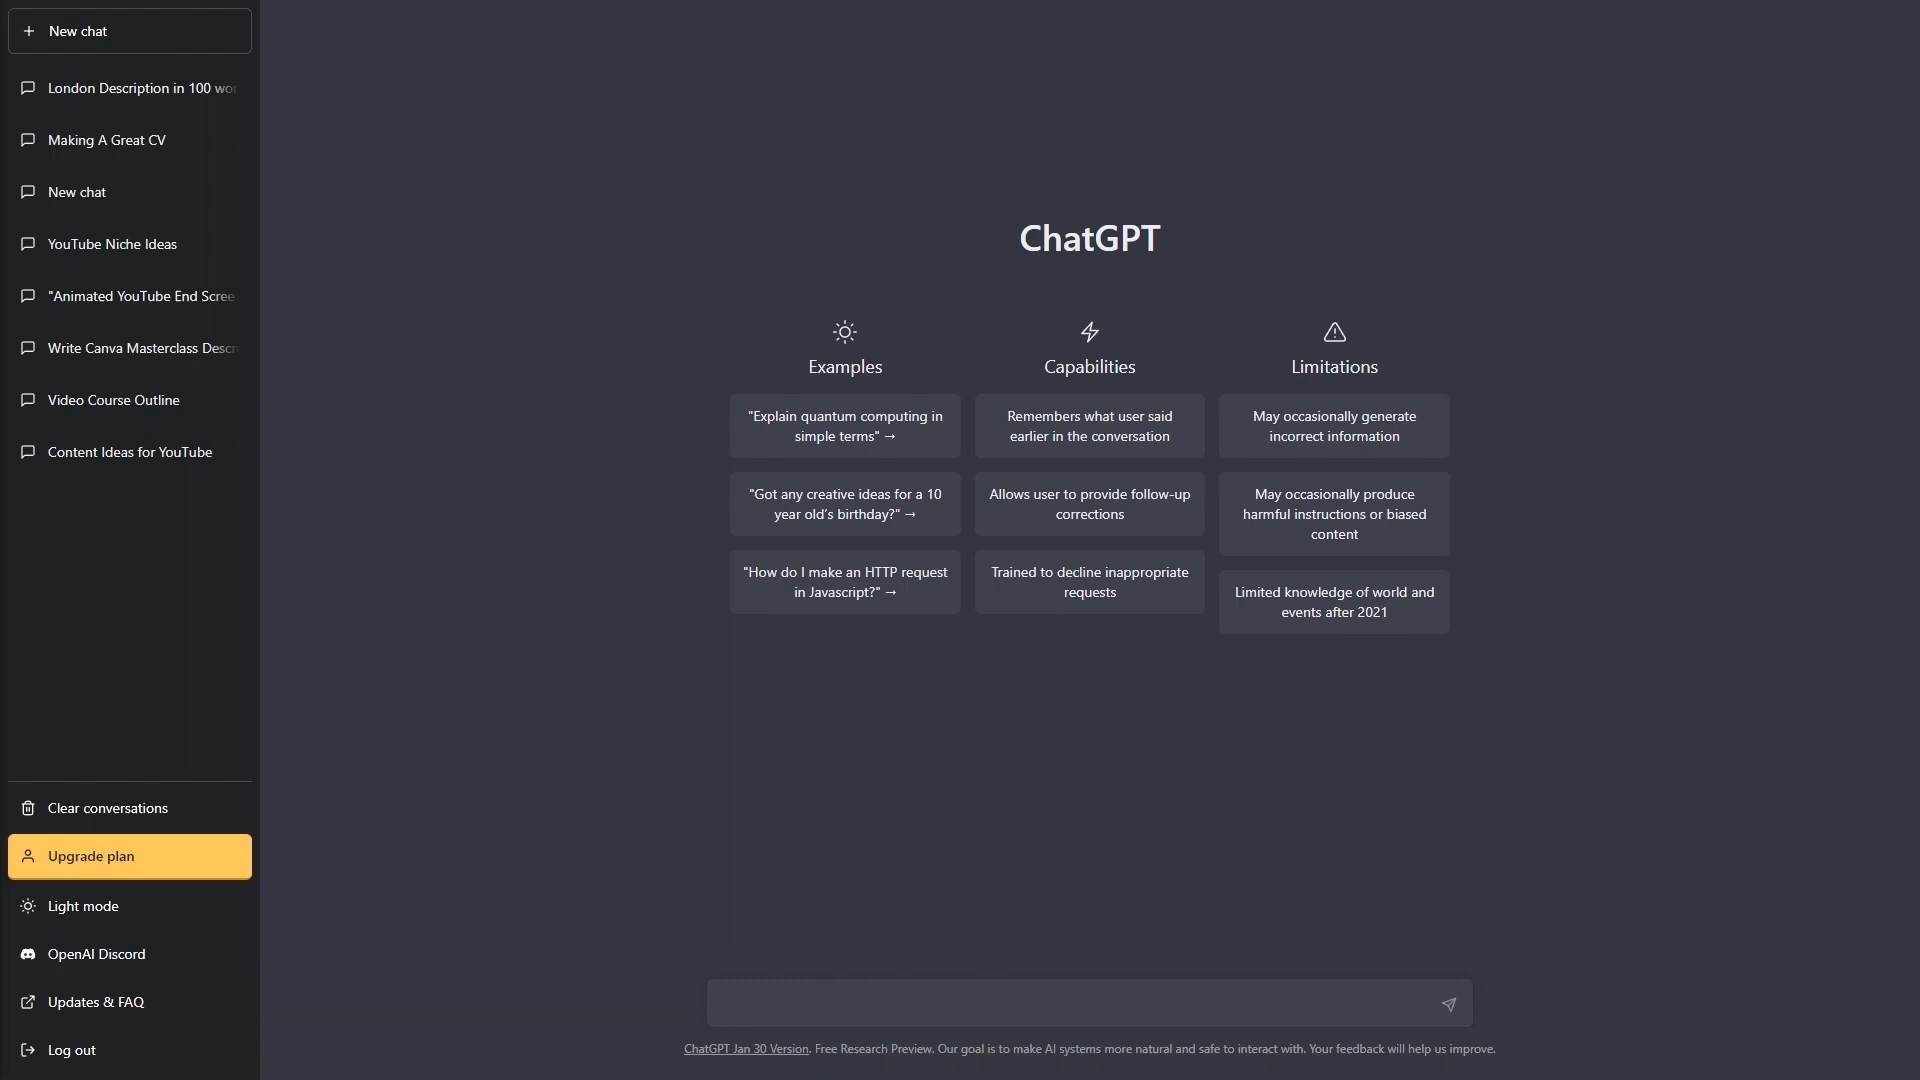 New chat
London Description in 100 wor
Making A Great CV
New chat
YouTube Niche Ideas
"Animated YouTube End Scree
Write Canva Masterclass Descr
Video Course Outline
Content Ideas for YouTube
Clear conversations
Upgrade plan
Light mode
OpenAI Discord
Updates & FAQ
Log out
ChatGPT
Examples
"Explain quantum computing in
simple terms" →
"Got any creative ideas for a 10
year old’s birthday?" →
"How do I make an HTTP request
in Javascript?" →
Capabilities
Remembers what user said
earlier in the conversation
Allows user to provide follow-up
corrections
Trained to decline inappropriate
requests
Limitations
May occasionally generate
incorrect information
May occasionally produce
harmful instructions or biased
content
Limited knowledge of world and
events after 2021
ChatGPT Jan 30 Version. Free Research Preview. Our goal is to make AI systems more natural and safe to interact with. Your feedback will help us improve.